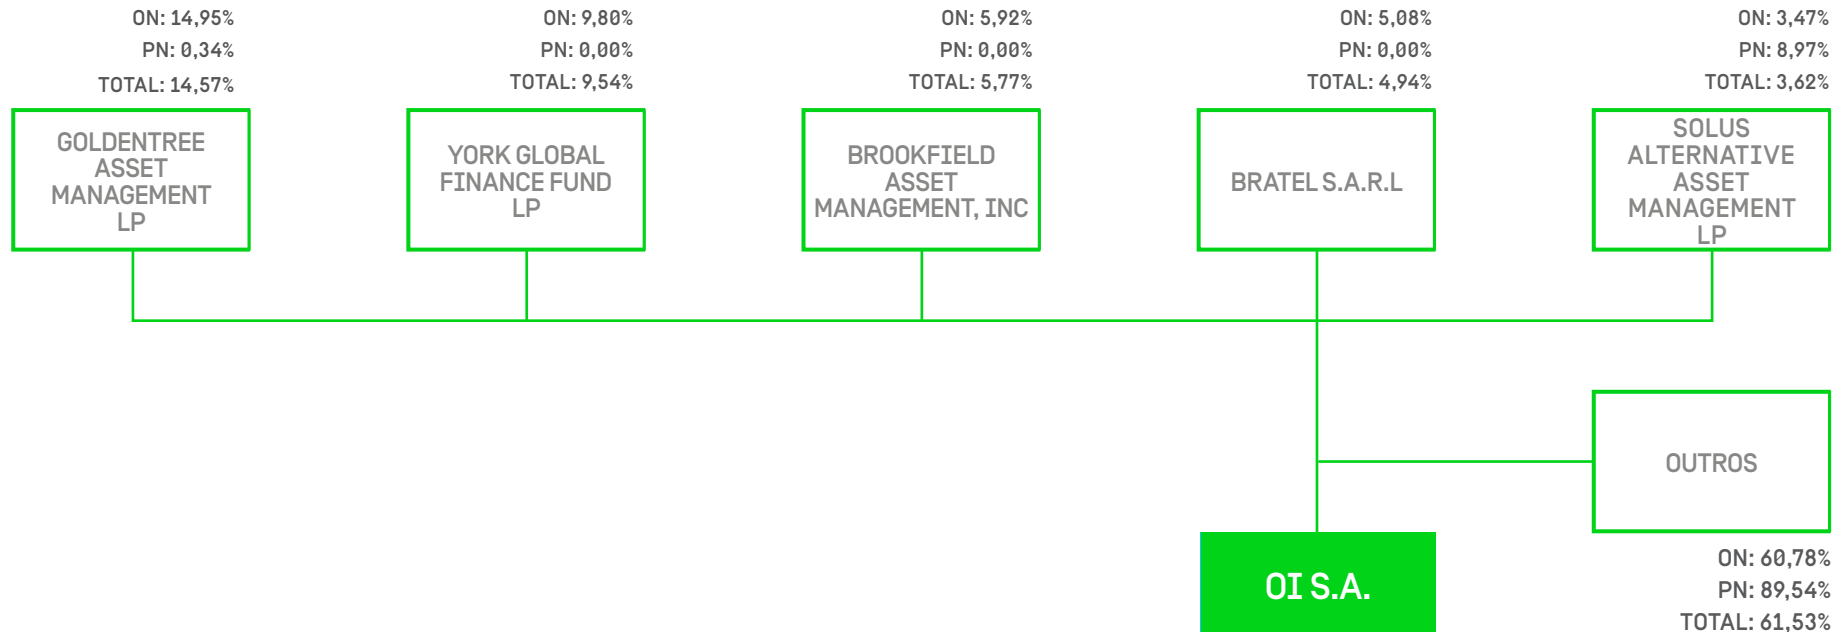 ON: 14,95%
PN: 0,34%
TOTAL: 14,57%
GOLDENTREE
ASSET
MANAGEMENT
LP
ON: 9,80%
PN: 0,00%
TOTAL: 9,54%
YORK GLOBAL
FINANCE FUND
LP
ON: 5,92%
PN: 0,00%
TOTAL: 5,77%
BROOKFIELD
ASSET
MANAGEMENT, INC
ON: 5,08%
PN: 0,00%
TOTAL: 4,94%
BRATEL S.A.R.L
ON: 3,47%
PN: 8,97%
TOTAL: 3,62%
SOLUS
ALTERNATIVE
ASSET
MANAGEMENT
LP
OUTROS
ON: 60,78%
PN: 89,54%
TOTAL: 61,53%
OI S.A.